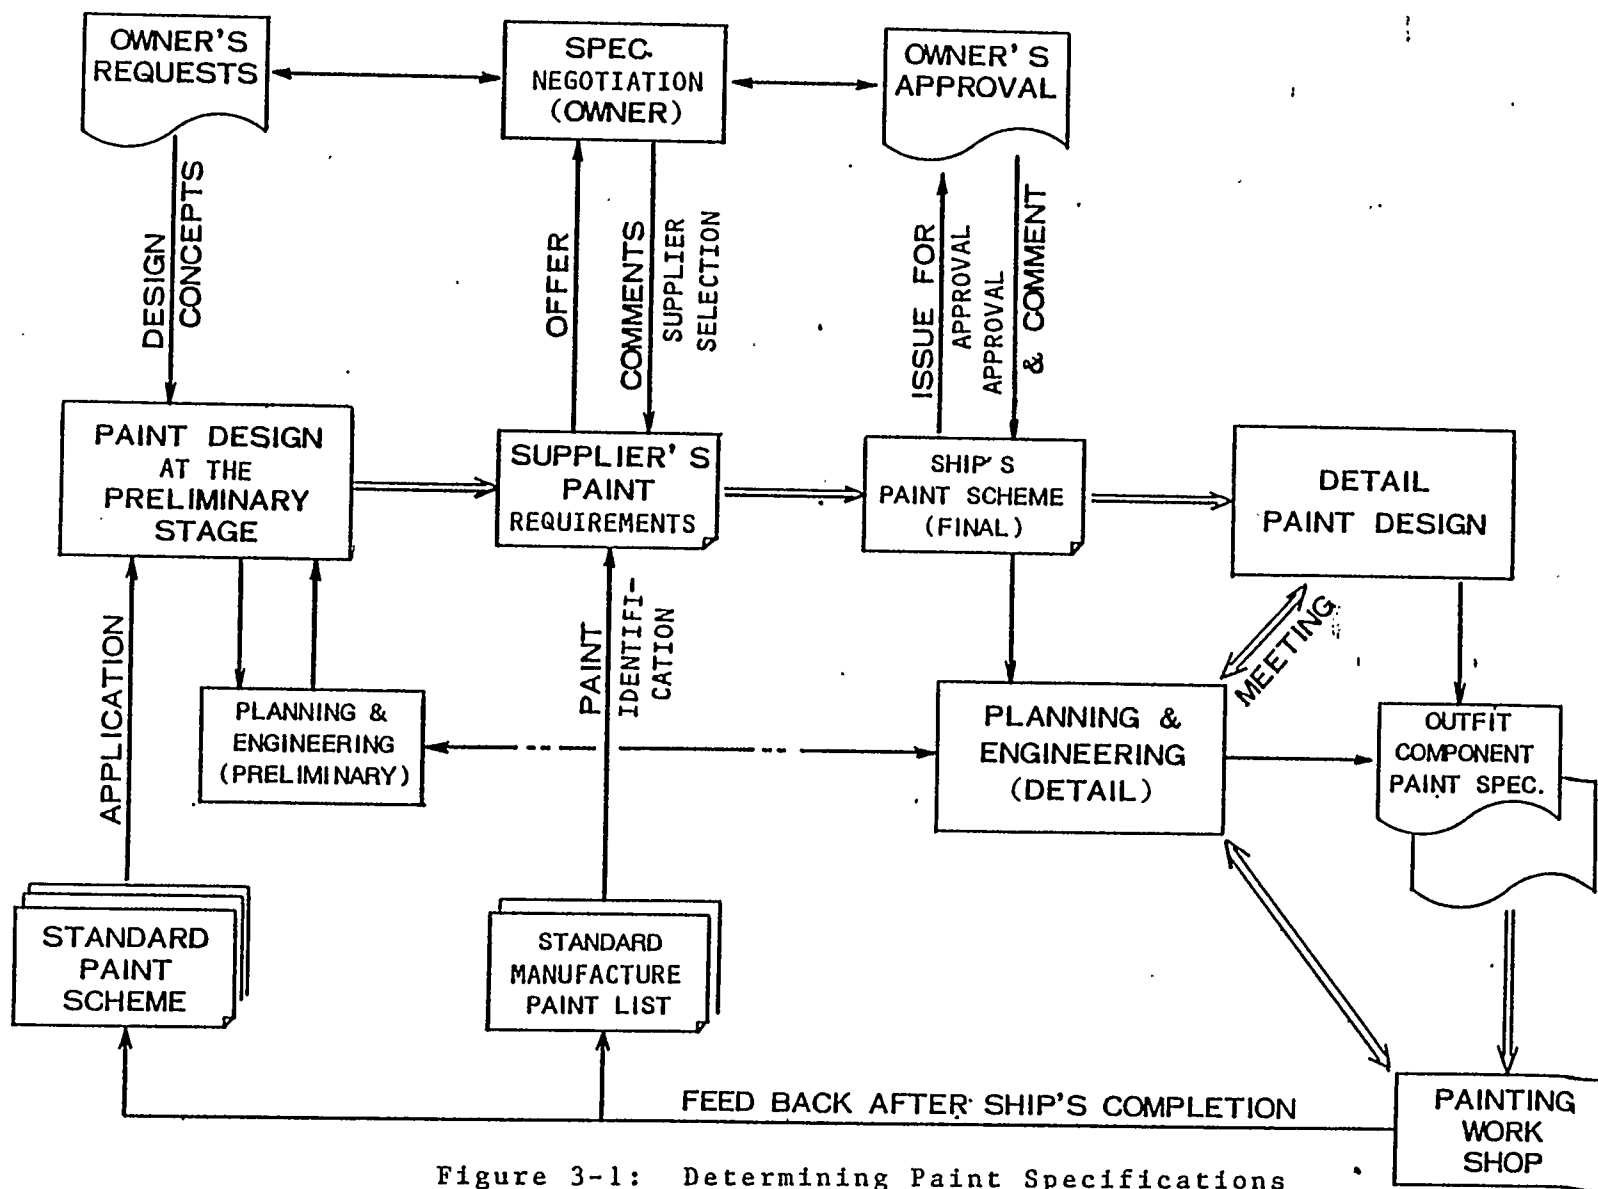 OWNER'S
REQUESTS
SPEC.
NEGOTIATION
(OWNER)
OWNER'S
APPROVAL
DESIGN
CONCEPTS
OFFER
COMMENTS
SUPPLIER
SELECTION
ISSUE FOR
APPROVAL
APPROVAL
& COMMENT
PAINT DESIGN
AT THE
PRELIMINARY
STAGE
SUPPLIER'S
PAINT
REQUIREMENTS
SHIP'S
PAINT SCHEME
(FINAL)
DETAIL
PAINT DESIGN
APPLICATION
PAINT
IDENTIFI-
CATION
MEETING
PLANNING &
ENGINEERING
(PRELIMINARY)
PLANNING &
ENGINEERING
(DETAIL)
OUTFIT
COMPONENT
PAINT SPEC.
STANDARD
PAINT
SCHEME
STANDARD
MANUFACTURE
PAINT LIST
FEED BACK AFTER SHIP'S COMPLETION
PAINTING
WORK
SHOP
Figure 3-1: Determining Paint Specifications